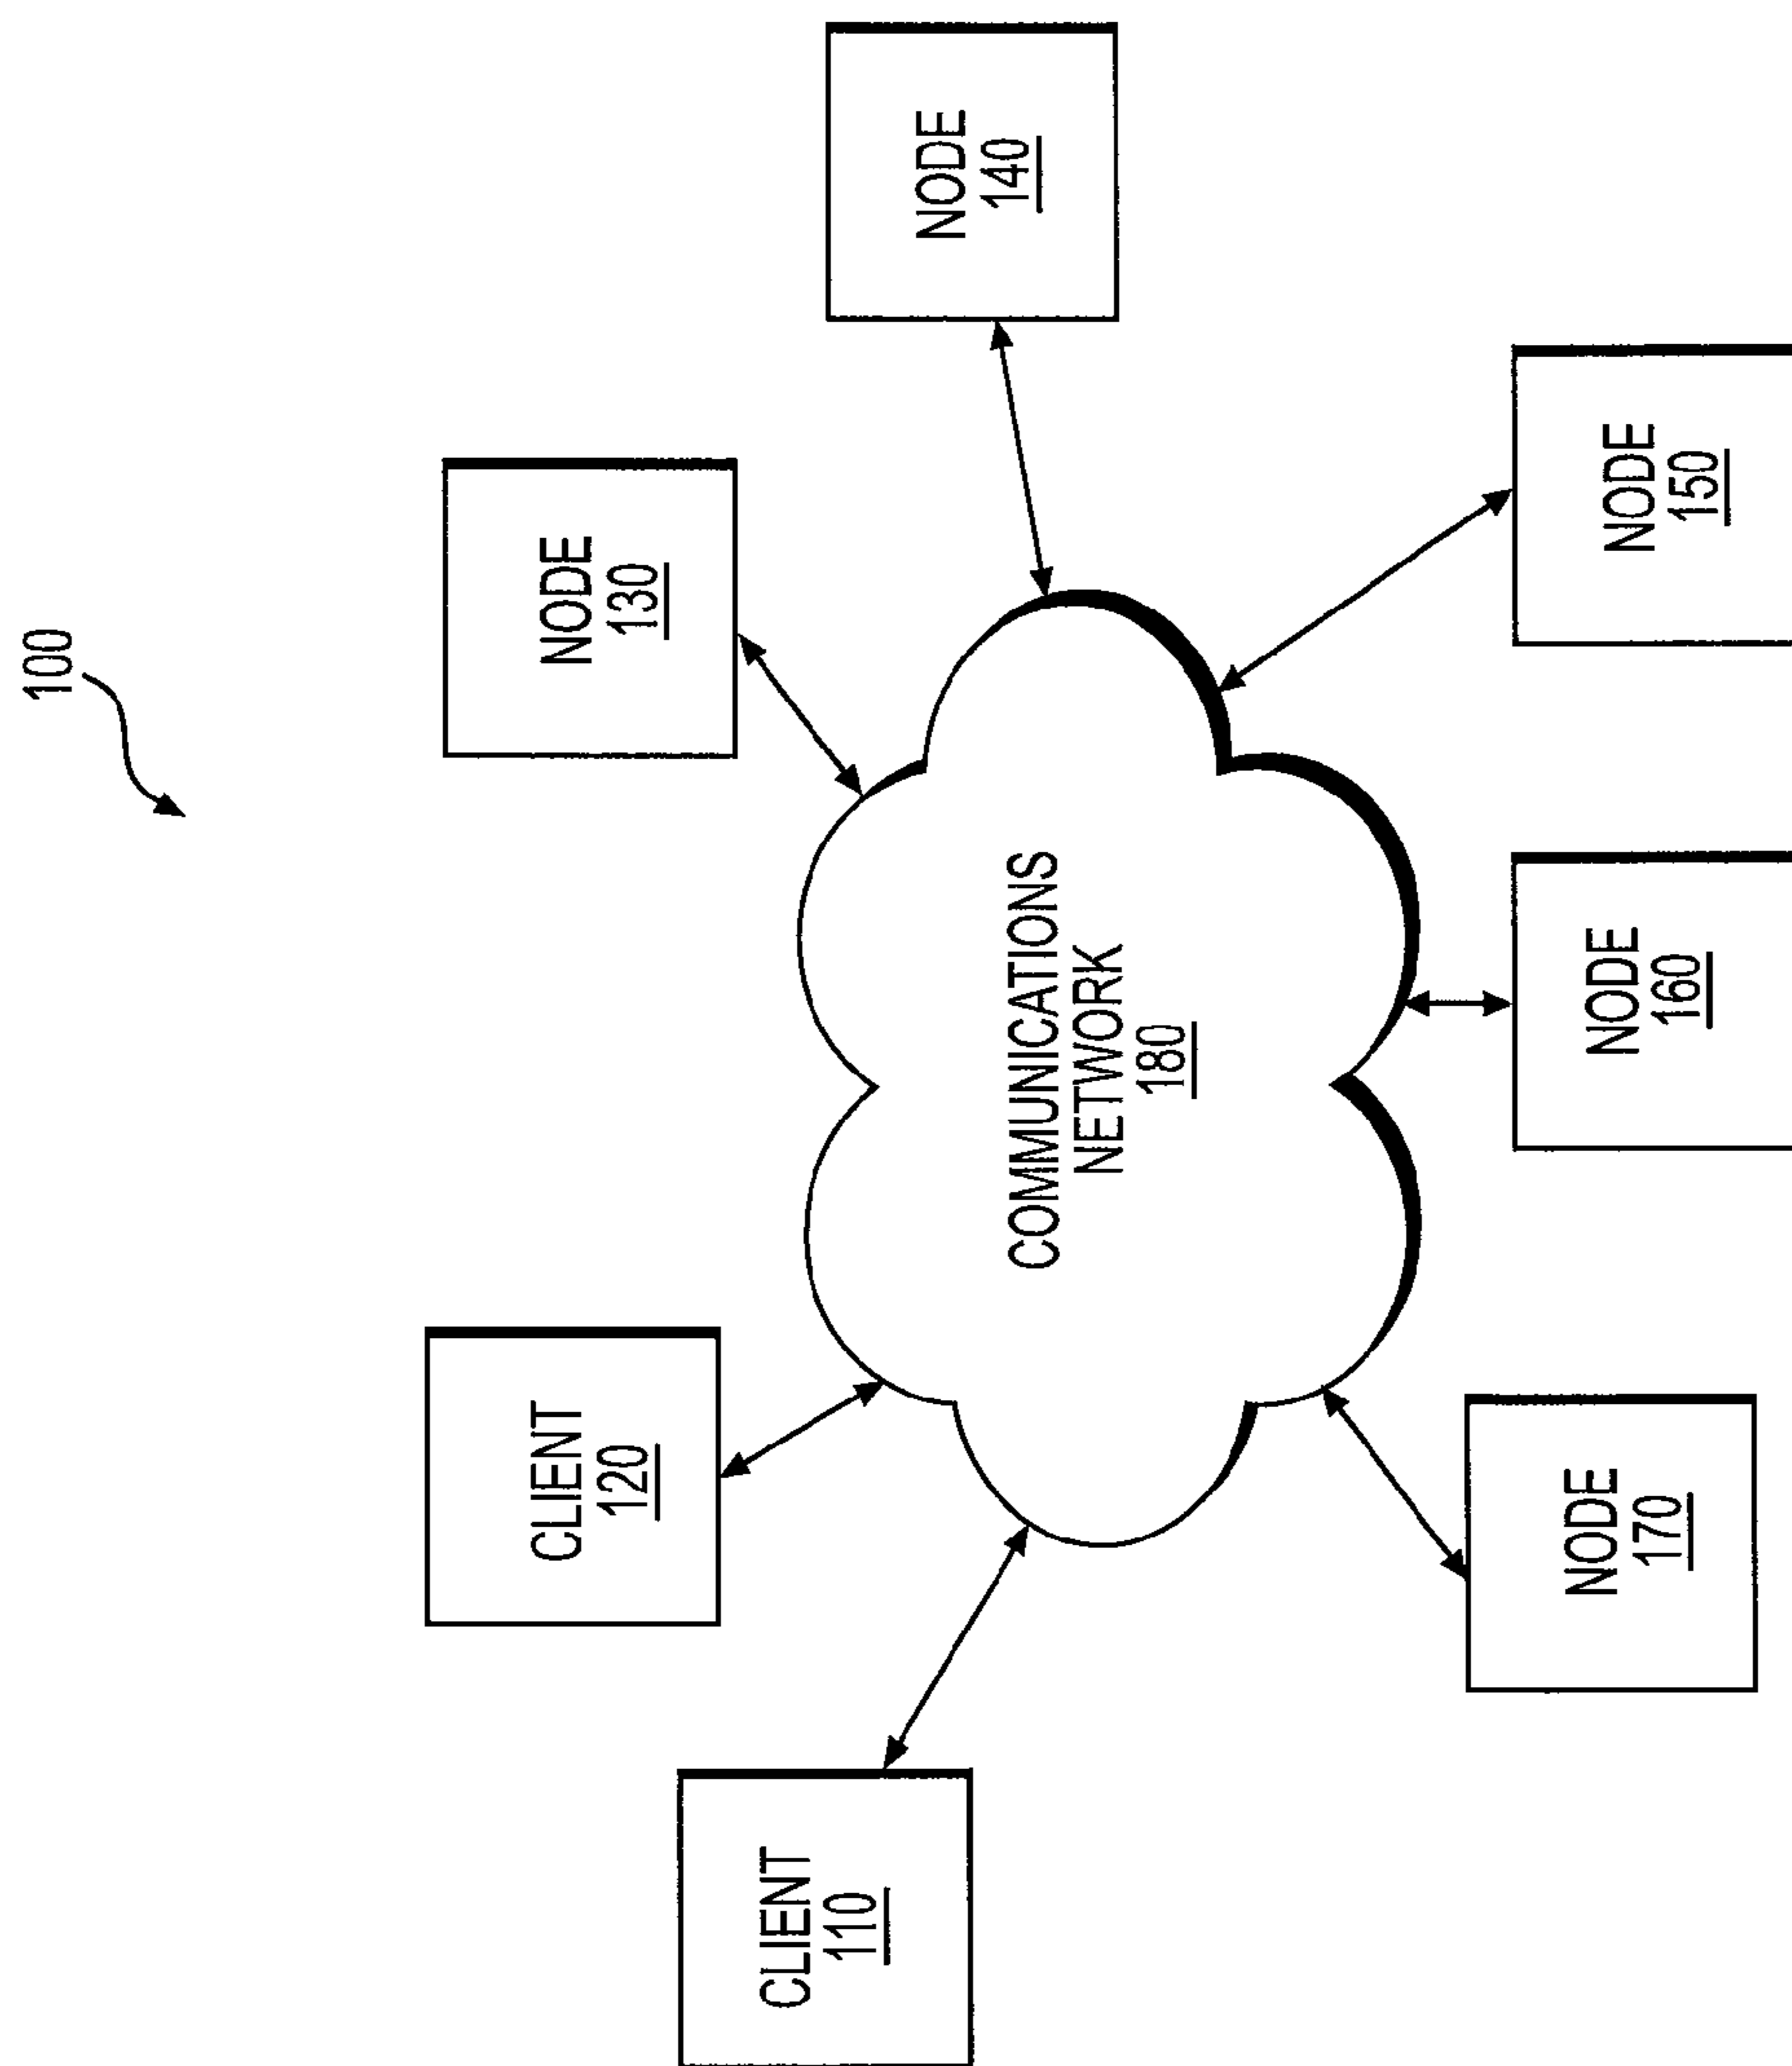 100
CLIENT
110
CLIENT
120
NODE
130
NODE
140
COMMUNICATIONS
NETWORK
180
NODE
150
NODE
160
NODE
170